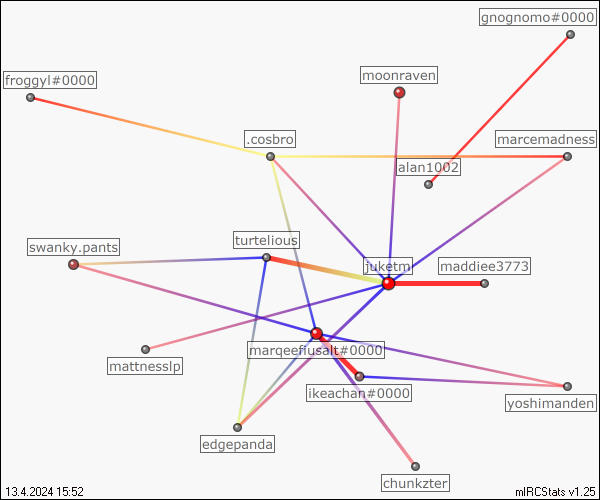 gnognomo#0000
moonraven
froggyl#0000
.cosbro
marcemadness
alan1002
turtelious
swanky.pants
juketm
maddiee3773
marqeefiusalt#0000
mattnesslp
ikeachan#0000
yoshimanden
edgepanda
chunkzter
13.4.2024 15:52
mIRCStats v1.25